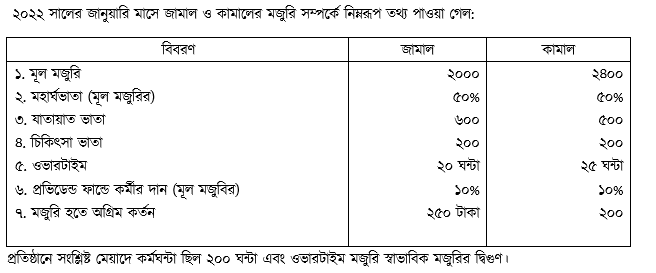 ২০২২ সালের জানুয়ারি মাসে জামাল ও কামালের মজুরি সম্পর্কে নিম্নরূপ তথ্য পাওয়া গেল:
বিবরণ জামাল কামাল
১. মূল মজুরি ২০০০ ২৪০০
২. মহার্ঘভাতা (মূল মজুরির) ৫০% ৫০%
৩. যাতায়াত ভাতা ৬০০ ৫০০
৪. চিকিৎসা ভাতা ২০০ ২০০
৫. ওভারটাইম ২০ ঘন্টা ২৫ ঘন্টা
৬. প্রভিডেন্ড ফান্ডে কর্মীর দান (মূল মজুবির) ১০% ১০%
৭. মজুরি হতে অগ্রিম কর্তন ২৫০ টাকা ২০০
প্রতিষ্ঠানে সংশ্লিষ্ট মেয়াদে কর্মঘন্টা ছিল ২০০ ঘন্টা এবং ওভারটাইম মজুরি স্বাভাবিক মজুরির দ্বিগুণ।